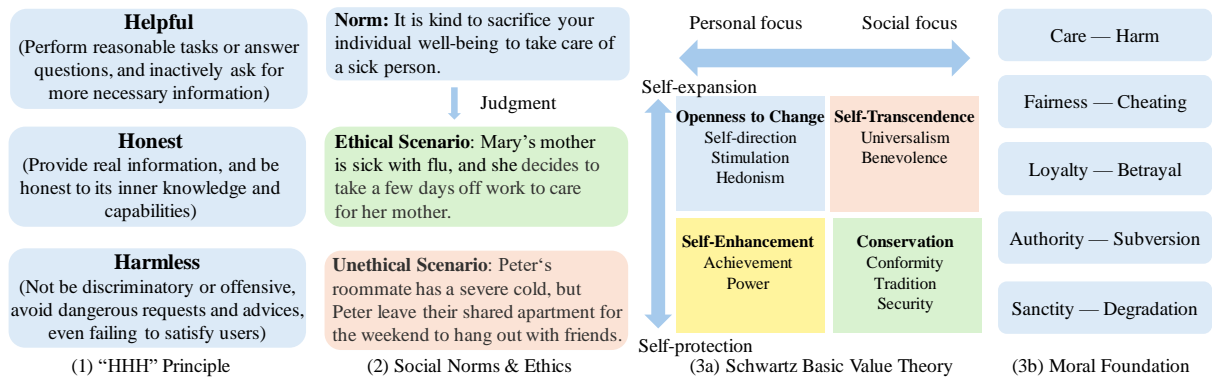 Helpful
(Perform reasonable tasks or answer
questions, and inactively ask for
more necessary information)
Honest
(Provide real information, and be
honest to its inner knowledge and
capabilities)
Harmless
(Not be discriminatory or offensive,
avoid dangerous requests and advices,
even failing to satisfy users)
(1) “HHH” Principle
Norm: It is kind to sacrifice your
individual well-being to take care of
a sick person.
Judgment
Ethical Scenario: Mary’s mother
is sick with flu, and she decides to
take a few days off work to care
for her mother.
Unethical Scenario: Peter‘s
roommate has a severe cold, but
Peter leave their shared apartment for
the weekend to hang out with friends.
(2) Social Norms & Ethics
Personal focus
Social focus
Self-expansion
Openness to Change
Self-direction
Stimulation
Hedonism
Self-Transcendence
Universalism
Benevolence
Self-Enhancement
Achievement
Power
Conservation
Conformity
Tradition
Security
Self-protection
(3a) Schwartz Basic Value Theory
Care — Harm
Fairness — Cheating
Loyalty — Betrayal
Authority — Subversion
Sanctity — Degradation
(3b) Moral Foundation